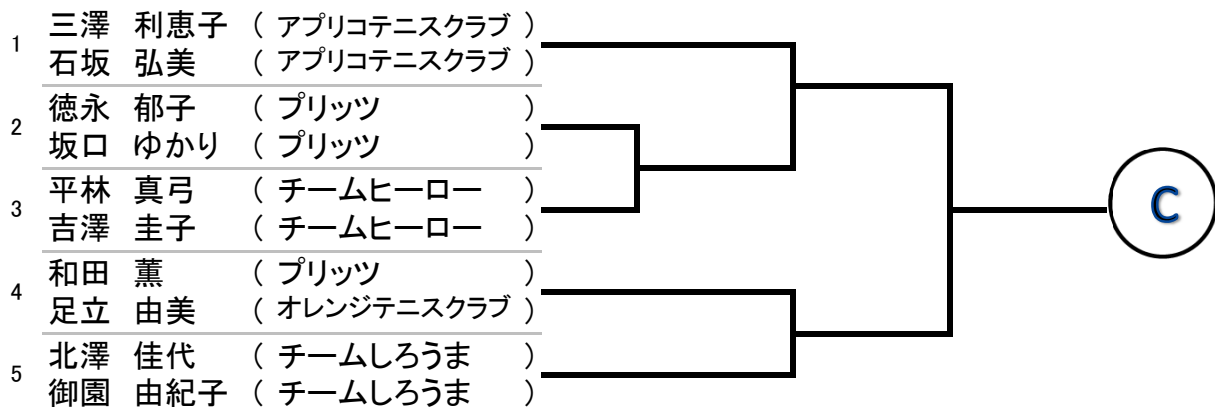 1
三澤 利恵子 ( アプリコテニスクラブ )
石坂 弘美 ( アプリコテニスクラブ )
2
徳永 郁子 ( プリッツ )
坂口 ゆかり ( プリッツ )
3
平林 真弓 ( チームヒーロー )
吉澤 圭子 ( チームヒーロー )
4
和田 薫 ( プリッツ )
足立 由美 ( オレンジテニスクラブ )
5
北澤 佳代 ( チームしろうま )
御園 由紀子 ( チームしろうま )
C